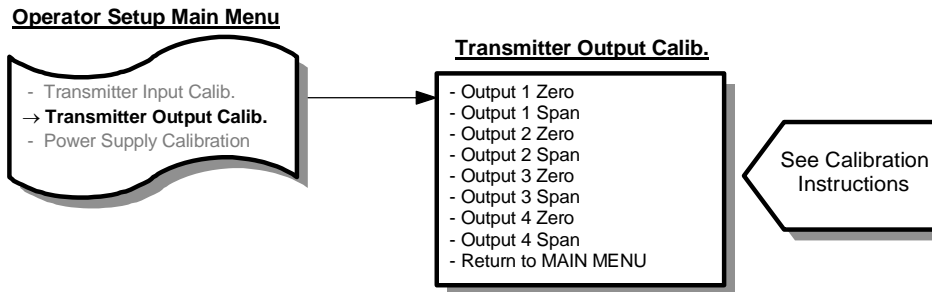 Operator Setup Main Menu
- Transmitter Input Calib.
→ Transmitter Output Calib.
- Power Supply Calibration
Transmitter Output Calib.
- Output 1 Zero
- Output 1 Span
- Output 2 Zero
- Output 2 Span
- Output 3 Zero
- Output 3 Span
- Output 4 Zero
- Output 4 Span
- Return to MAIN MENU
See Calibration
Instructions